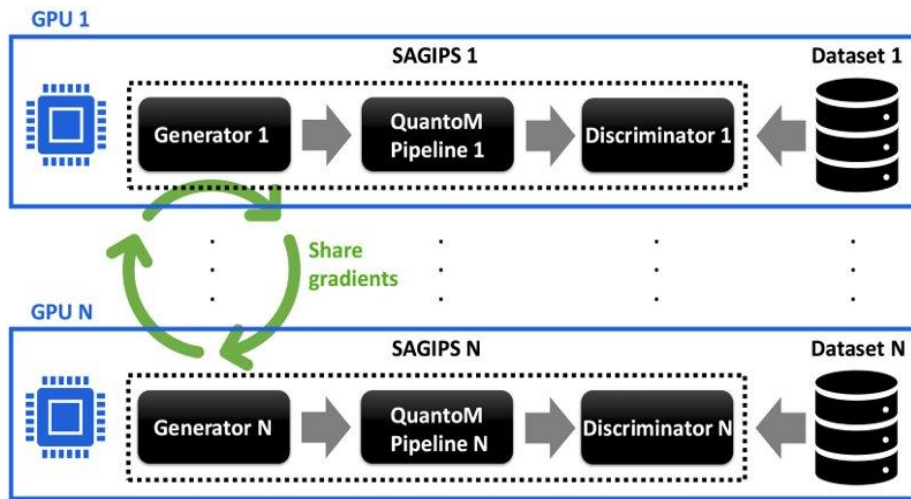 GPU 1
SAGIPS 1
Dataset 1
Generator 1
QuantoM
Pipeline 1
Discriminator 1
Share
gradients
GPU N
SAGIPS N
Dataset N
Generator N
QuantoM
Pipeline N
Discriminator N